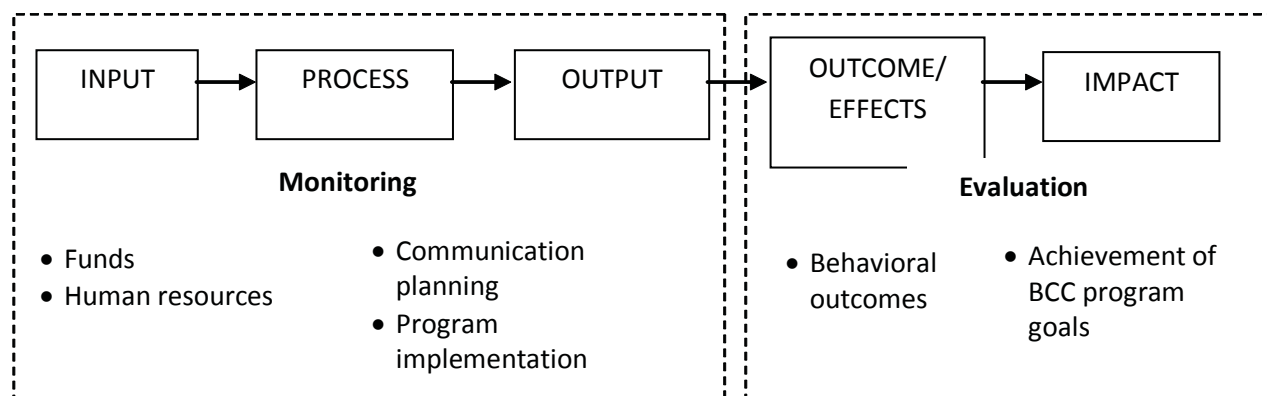 INPUT
PROCESS
OUTPUT
OUTCOME/
EFFECTS
IMPACT
Monitoring
Evaluation
• Funds
• Human resources
• Communication
planning
• Program
implementation
• Behavioral
outcomes
• Achievement of
BCC program
goals